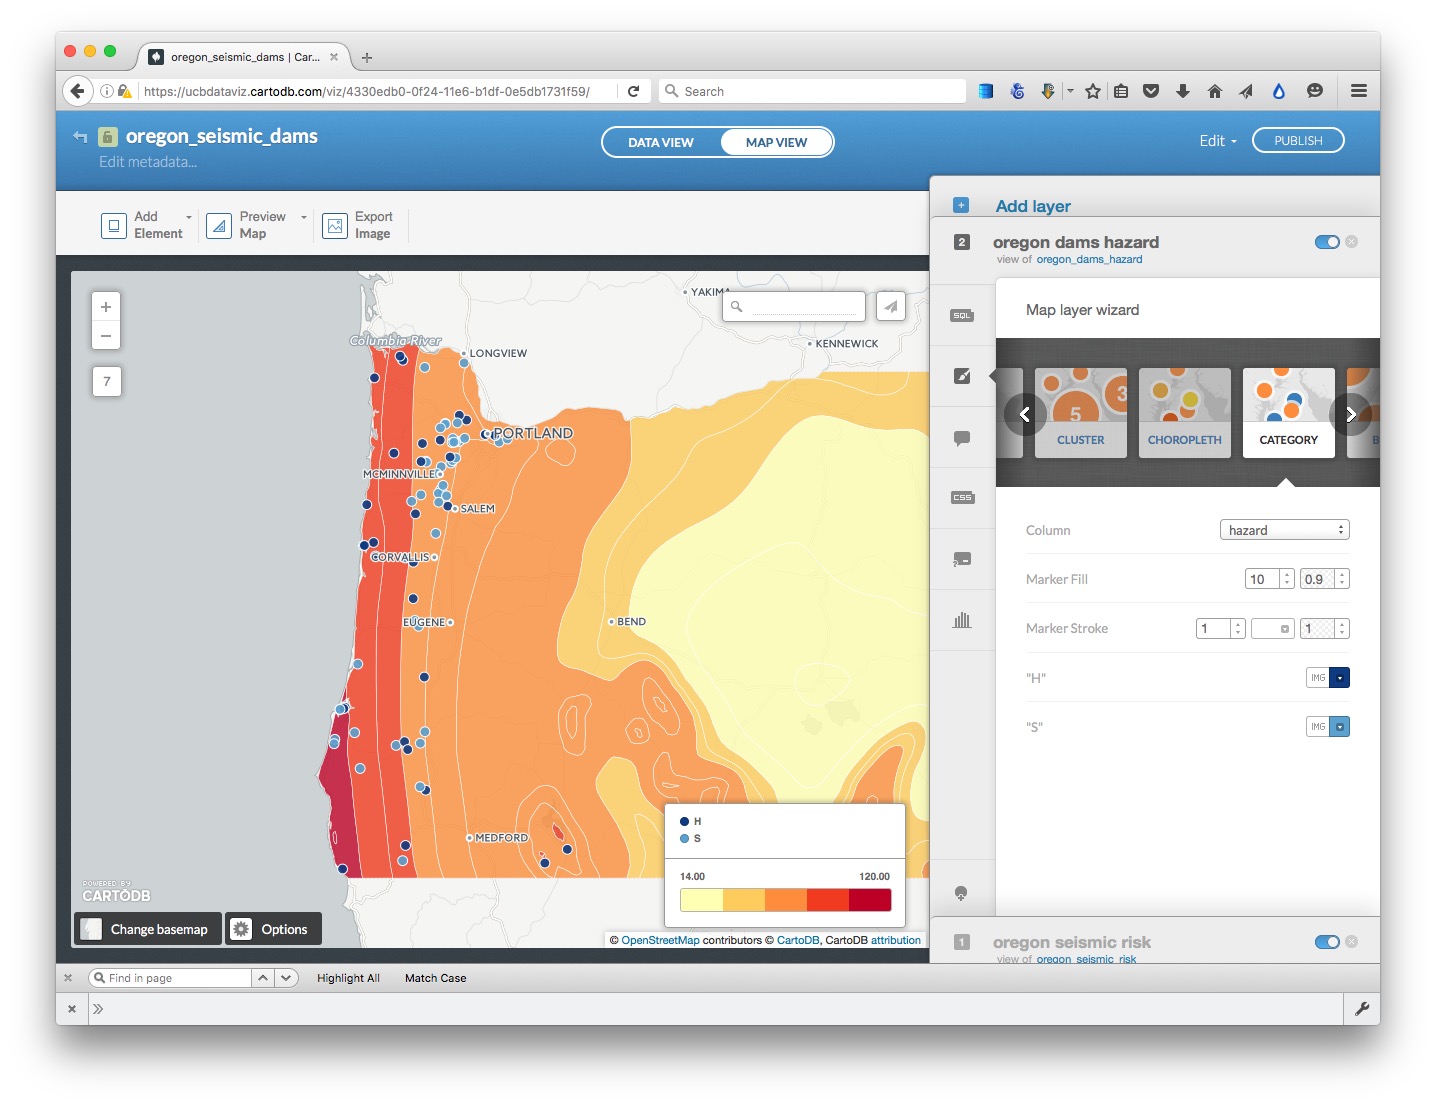 oregon_seismic_dams | Car...
https://ucbdataviz.cartodb.com/viz/4330edb0-0f24-11e6-b1df-0e5db1731f59/
Search
oregon_seismic_dams
Edit metadata...
DATA VIEW
MAP VIEW
Edit
PUBLISH
Add Element
Preview Map
Export Image
Add layer
2
oregon dams hazard
view of oregon_dams_hazard
SQL
CSS
Map layer wizard
5
3
CLUSTER
CHOROPLETH
CATEGORY
B
Column
hazard
Marker Fill
10
0.9
Marker Stroke
1
1
"H"
IMG
"S"
IMG
1
oregon seismic risk
view of oregon_seismic_risk
+
−
7
YAKIMA
Columbia River
LONGVIEW
KENNEWICK
PORTLAND
MCMINNVILLE
SALEM
CORVALLIS
EUGENE
BEND
MEDFORD
H
S
14.00
120.00
POWERED BY
CARTODB
Change basemap
Options
© OpenStreetMap contributors © CartoDB, CartoDB attribution
Find in page
Highlight All
Match Case